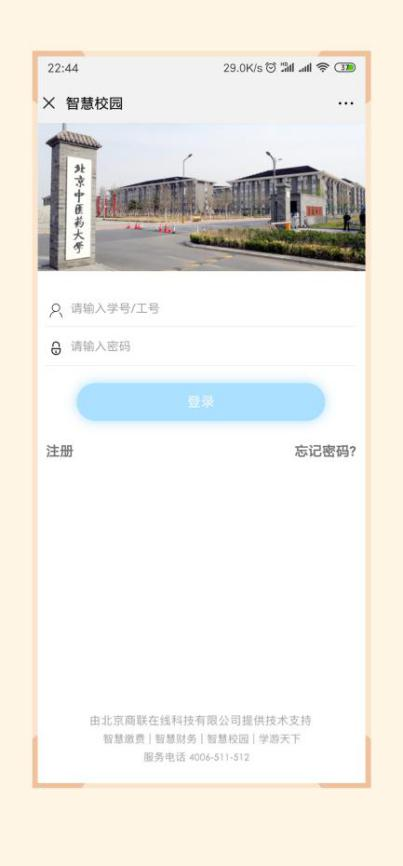 22:44
29.0K/s
37
智慧校园
北京中医药大学
请输入学号/工号
请输入密码
登录
注册
忘记密码?
由北京商联在线科技有限公司提供技术支持
智慧缴费 | 智慧财务 | 智慧校园 | 学游天下
服务电话 4006-511-512